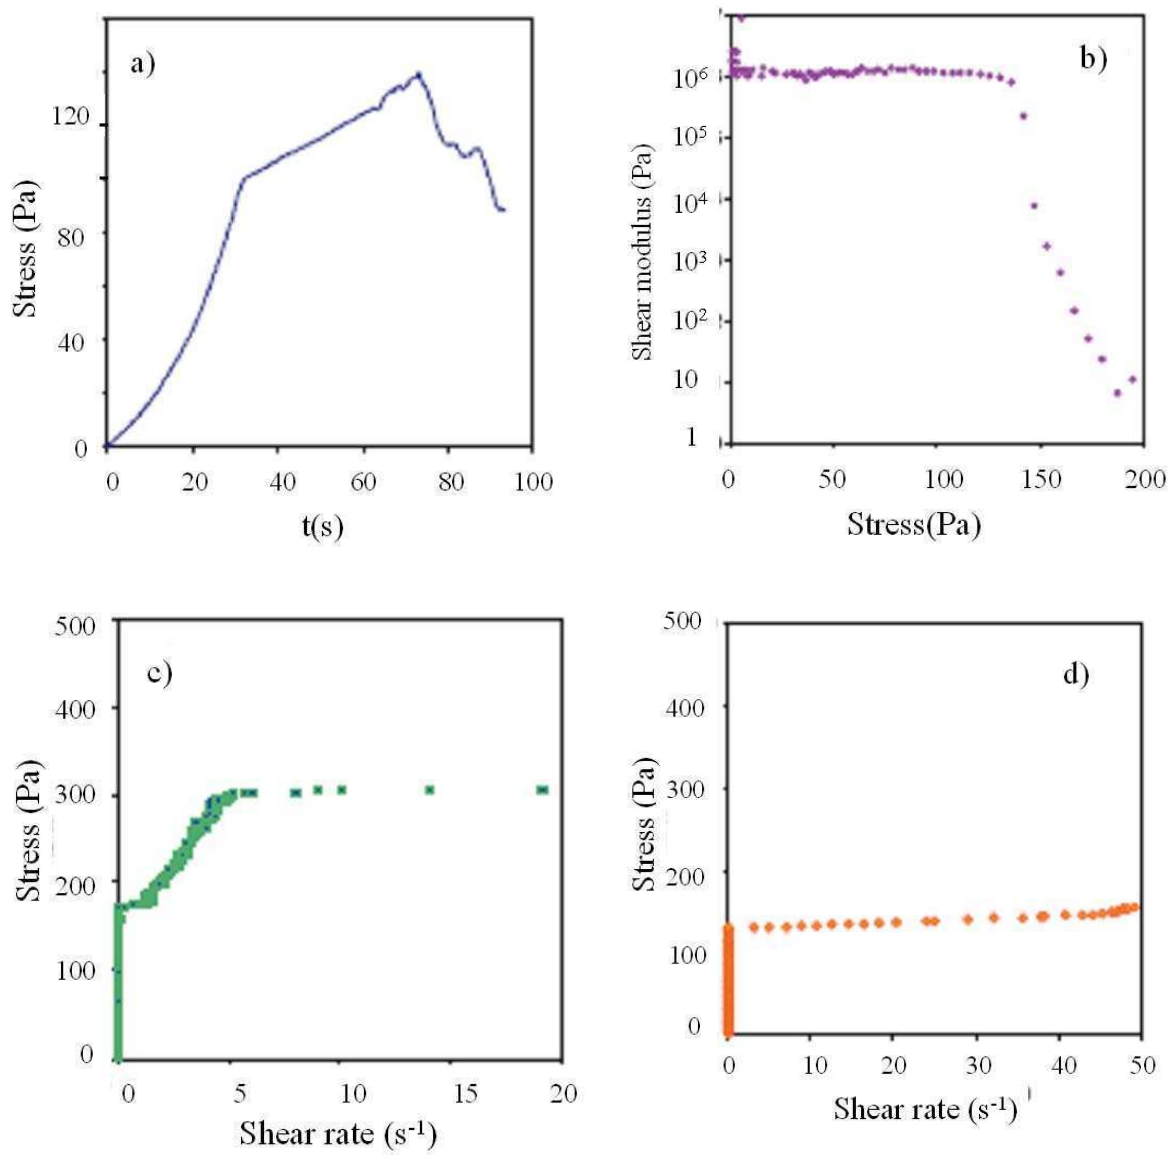 a)
120
80
40
0
Stress (Pa)
0 20 40 60 80 100
t(s)
b)
10⁶
10⁵
10⁴
10³
10²
10
1
Shear modulus (Pa)
0 50 100 150 200
Stress(Pa)
c)
500
400
300
200
100
0
Stress (Pa)
0 5 10 15 20
Shear rate (s⁻¹)
d)
500
400
300
200
100
0
Stress (Pa)
0 10 20 30 40 50
Shear rate (s⁻¹)